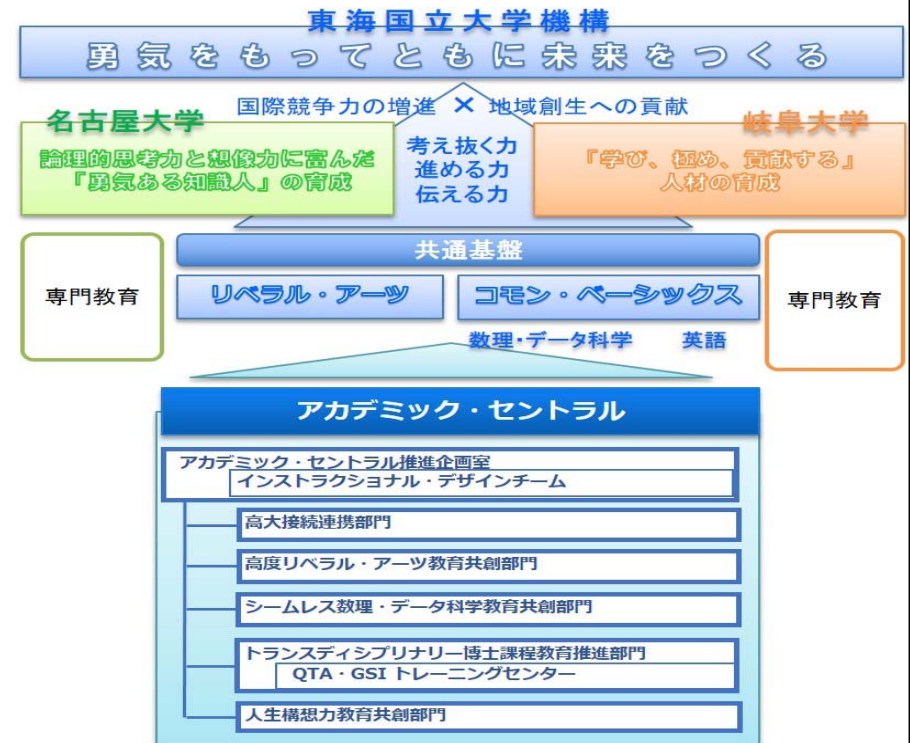 東海国立大学機構
勇気をもってともに未来をつくる
国際競争力の増進 × 地域創生への貢献
名古屋大学
論理的思考力と想像力に富んだ
『勇気ある知識人』の育成
考え抜く力
進める力
伝える力
岐阜大学
『学び、極め、貢献する』
人材の育成
専門教育
共通基盤
リベラル・アーツ
コモン・ベーシックス
数理・データ科学 英語
専門教育
アカデミック・セントラル
アカデミック・セントラル推進企画室
インストラクショナル・デザインチーム
高大接続連携部門
高度リベラル・アーツ教育共創部門
シームレス数理・データ科学教育共創部門
トランスディシプリナリー博士課程教育推進部門
QTA・GSI トレーニングセンター
人生構想力教育共創部門